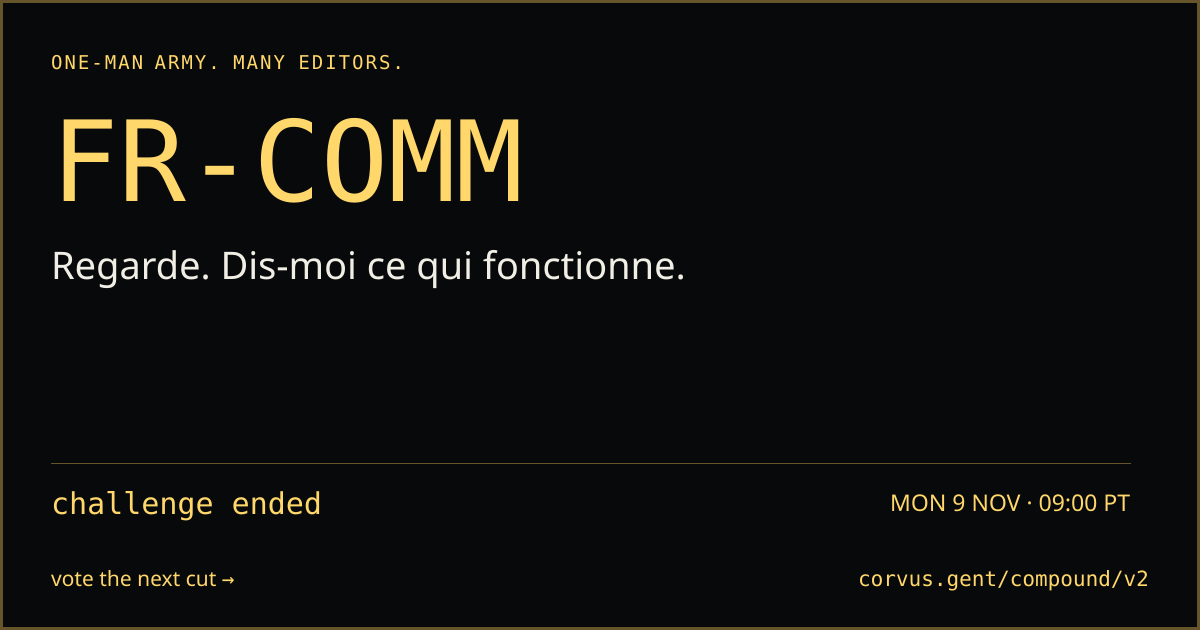 ONE-MAN ARMY. MANY EDITORS.
FR-COMM
Regarde. Dis-moi ce qui fonctionne.
challenge ended
MON 9 NOV · 09:00 PT
vote the next cut →
corvus.gent/compound/v2